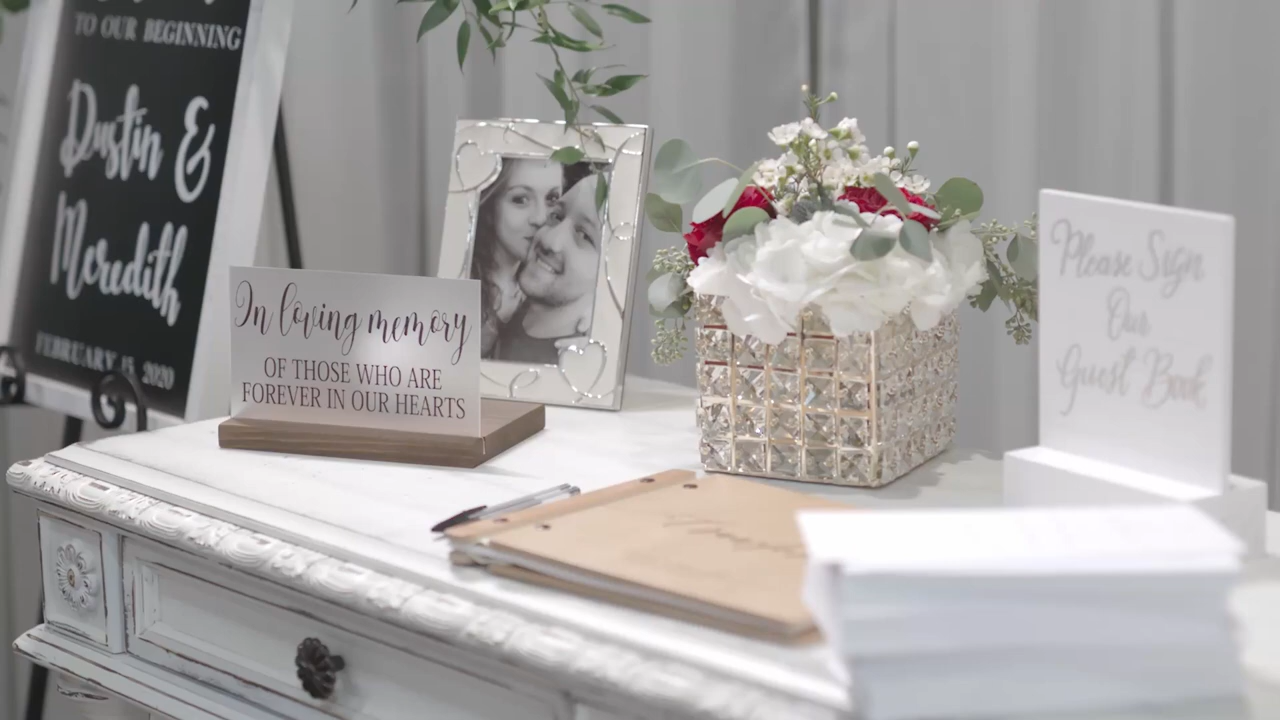 TO OUR BEGINNING
Dustin &
Meredith
FEBRUARY 15, 2020
In loving memory
OF THOSE WHO ARE
FOREVER IN OUR HEARTS
Please Sign
Our
Guest Book